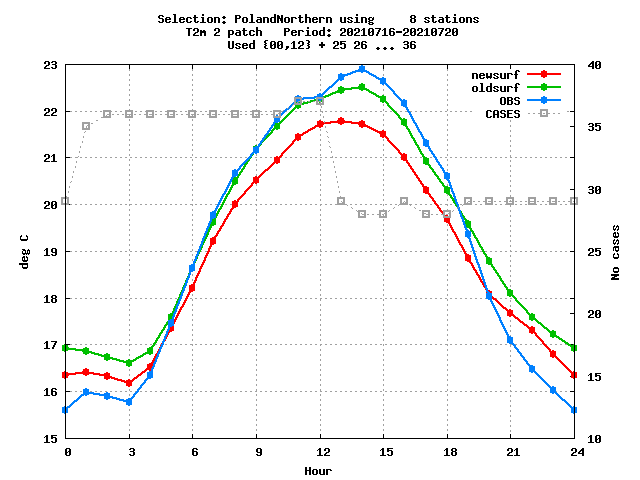 Selection: PolandNorthern using     8 stations
T2m 2 patch   Period: 20210716-20210720
Used {00,12} + 25 26 ... 36
newsurf
oldsurf
OBS
CASES
23
22
21
20
19
18
17
16
15
deg C
40
35
30
25
20
15
10
No cases
0 3 6 9 12 15 18 21 24
Hour